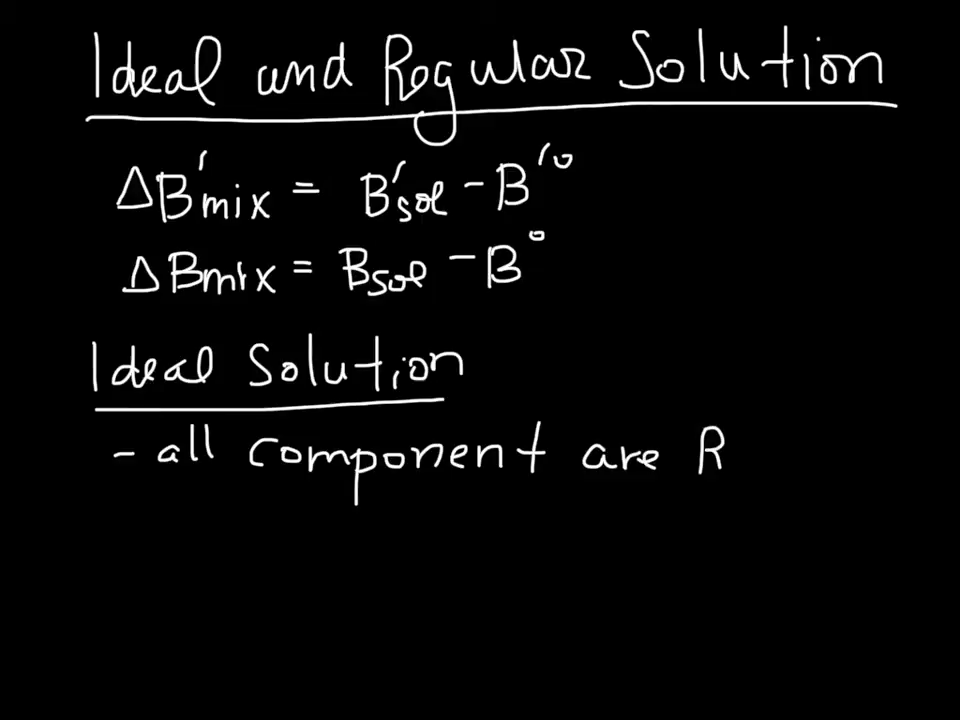 Ideal and Regular Solution
ΔB'mix = B'sol - B'°
ΔBmix = Bsol - B°
Ideal Solution
- all component are R